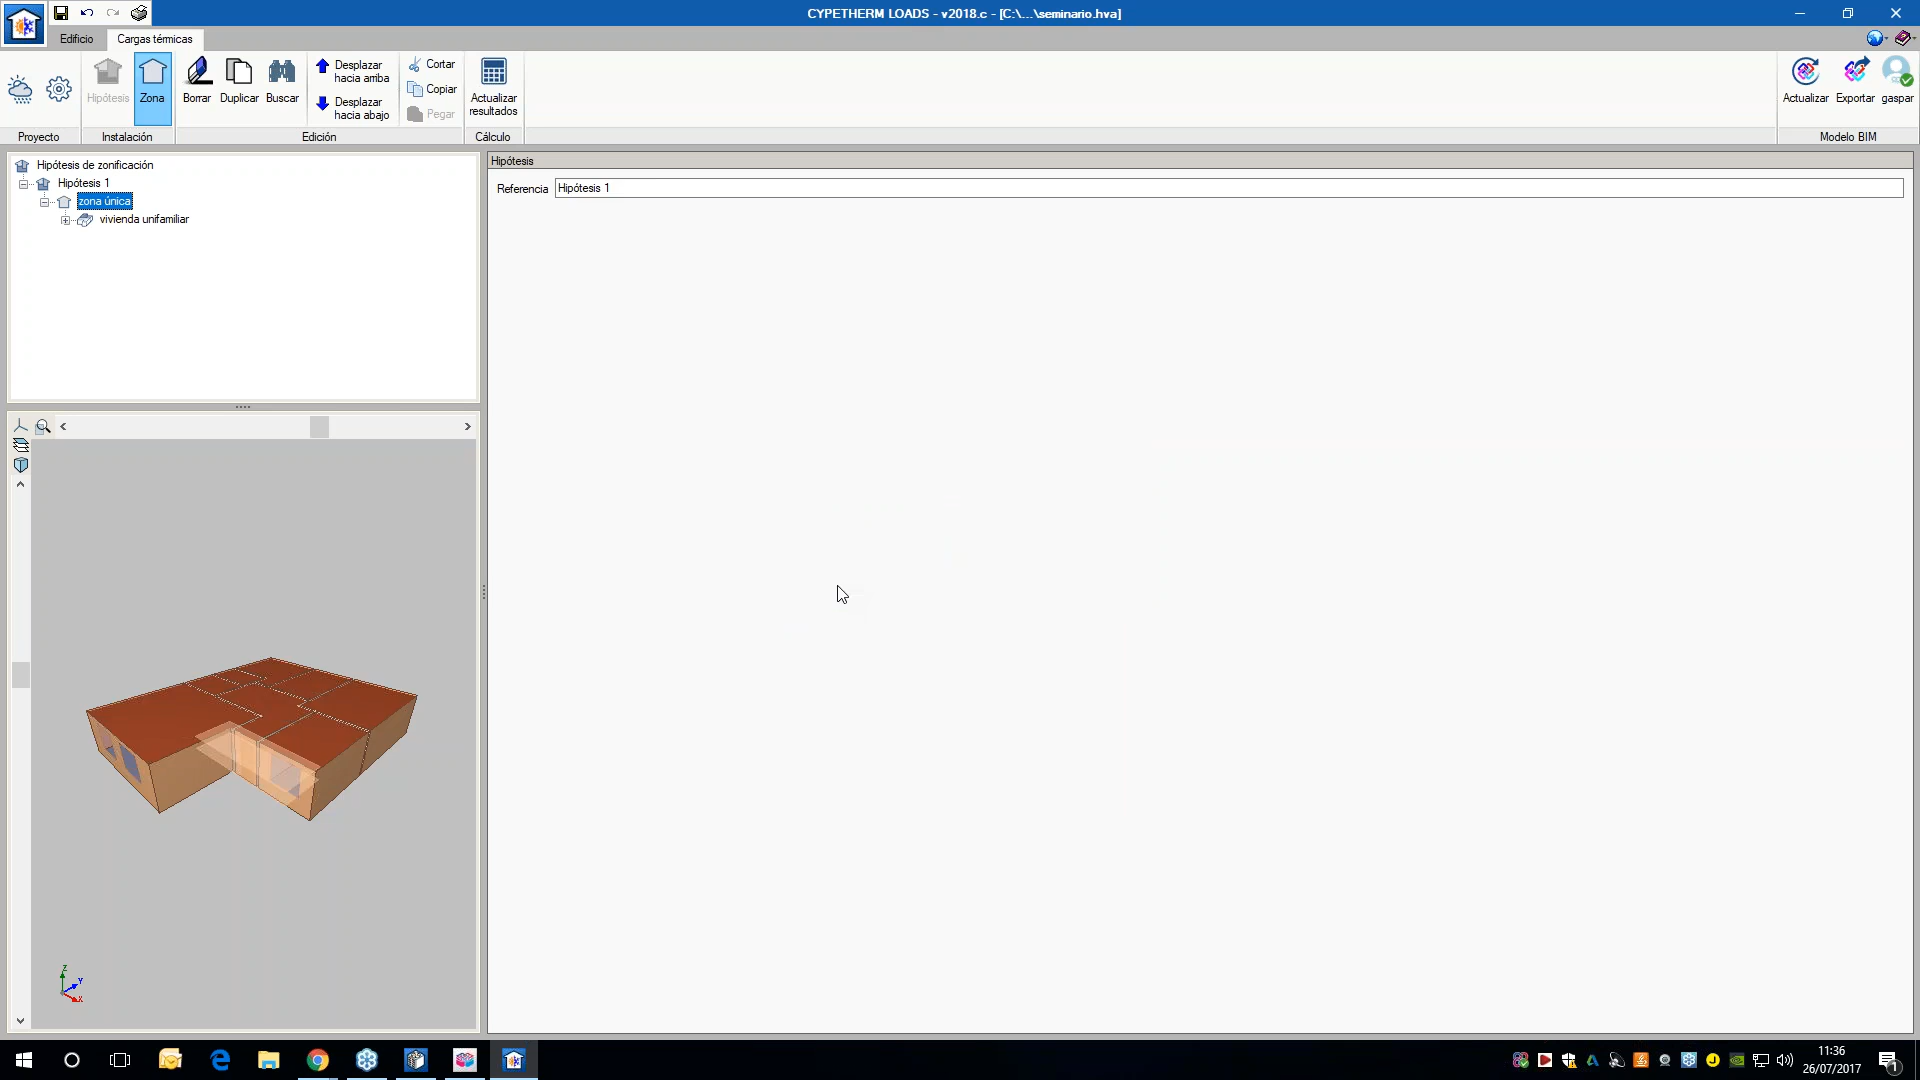 CYPETHERM LOADS - v2018.c - [C:\...\seminario.hva]
Edificio
Cargas térmicas
Hipótesis
Zona
Borrar
Duplicar
Buscar
Desplazar
hacia arriba
Desplazar
hacia abajo
Cortar
Copiar
Pegar
Actualizar
resultados
Actualizar
Exportar
gaspar
Proyecto
Instalación
Edición
Cálculo
Modelo BIM
Hipótesis de zonificación
Hipótesis 1
zona única
vivienda unifamiliar
Hipótesis
Referencia
Hipótesis 1
Z
Y
X
11:36
26/07/2017
1